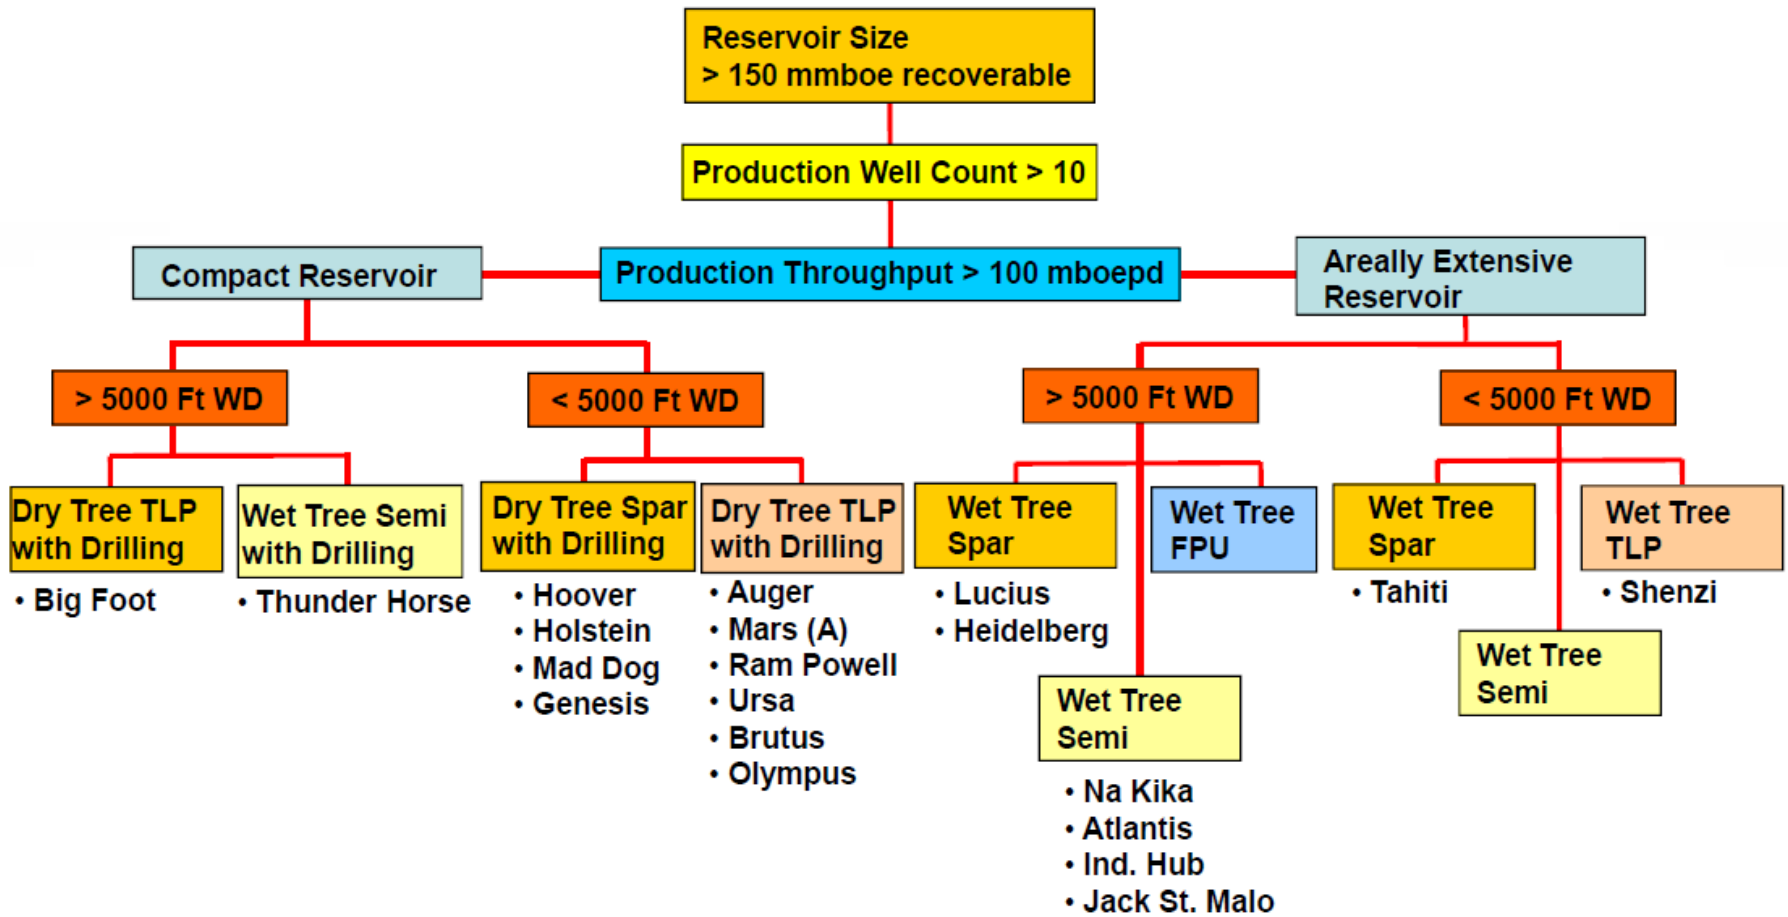 Reservoir Size
> 150 mmboe recoverable
Production Well Count > 10
Compact Reservoir
Production Throughput > 100 mboepd
Areally Extensive
Reservoir
> 5000 Ft WD
< 5000 Ft WD
> 5000 Ft WD
< 5000 Ft WD
Dry Tree TLP
with Drilling
• Big Foot
Wet Tree Semi
with Drilling
• Thunder Horse
Dry Tree Spar
with Drilling
• Hoover
• Holstein
• Mad Dog
• Genesis
Dry Tree TLP
with Drilling
• Auger
• Mars (A)
• Ram Powell
• Ursa
• Brutus
• Olympus
Wet Tree
Spar
• Lucius
• Heidelberg
Wet Tree
Semi
• Na Kika
• Atlantis
• Ind. Hub
• Jack St. Malo
Wet Tree
FPU
Wet Tree
Spar
• Tahiti
Wet Tree
Semi
Wet Tree
TLP
• Shenzi